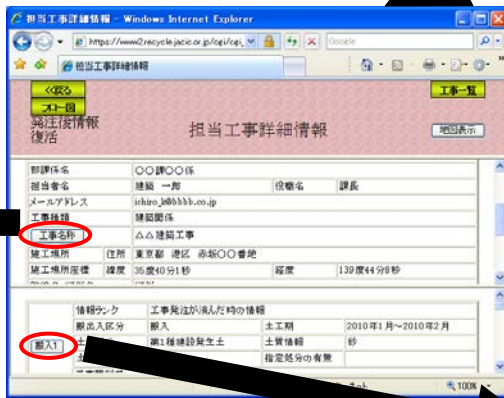 担当工事詳細情報 - Windows Internet Explorer
https://www2.recycle.jacic.or.jp/cgi/cgi.
Google
担当工事詳細情報
<<戻る
フロー図
工事一覧
発注後情報
復活
担当工事詳細情報
地図表示
部課係名 〇〇課〇〇係
担当者名 建築 一郎 役職名 課長
メールアドレス ichiro_k@bbbb.co.jp
工事種類 建築関係
工事名称 △△建築工事
施工場所 住所 東京都 港区 赤坂〇〇番地
施工場所座標 緯度 35度40分1秒 経度 139度44分8秒
情報ランク 工事発注が済んだ時の情報
搬出入区分 搬入 土工期 2010年1月～2010年2月
搬入1 第1種建設発生土 土質情報 砂
指定処分の有無
100%